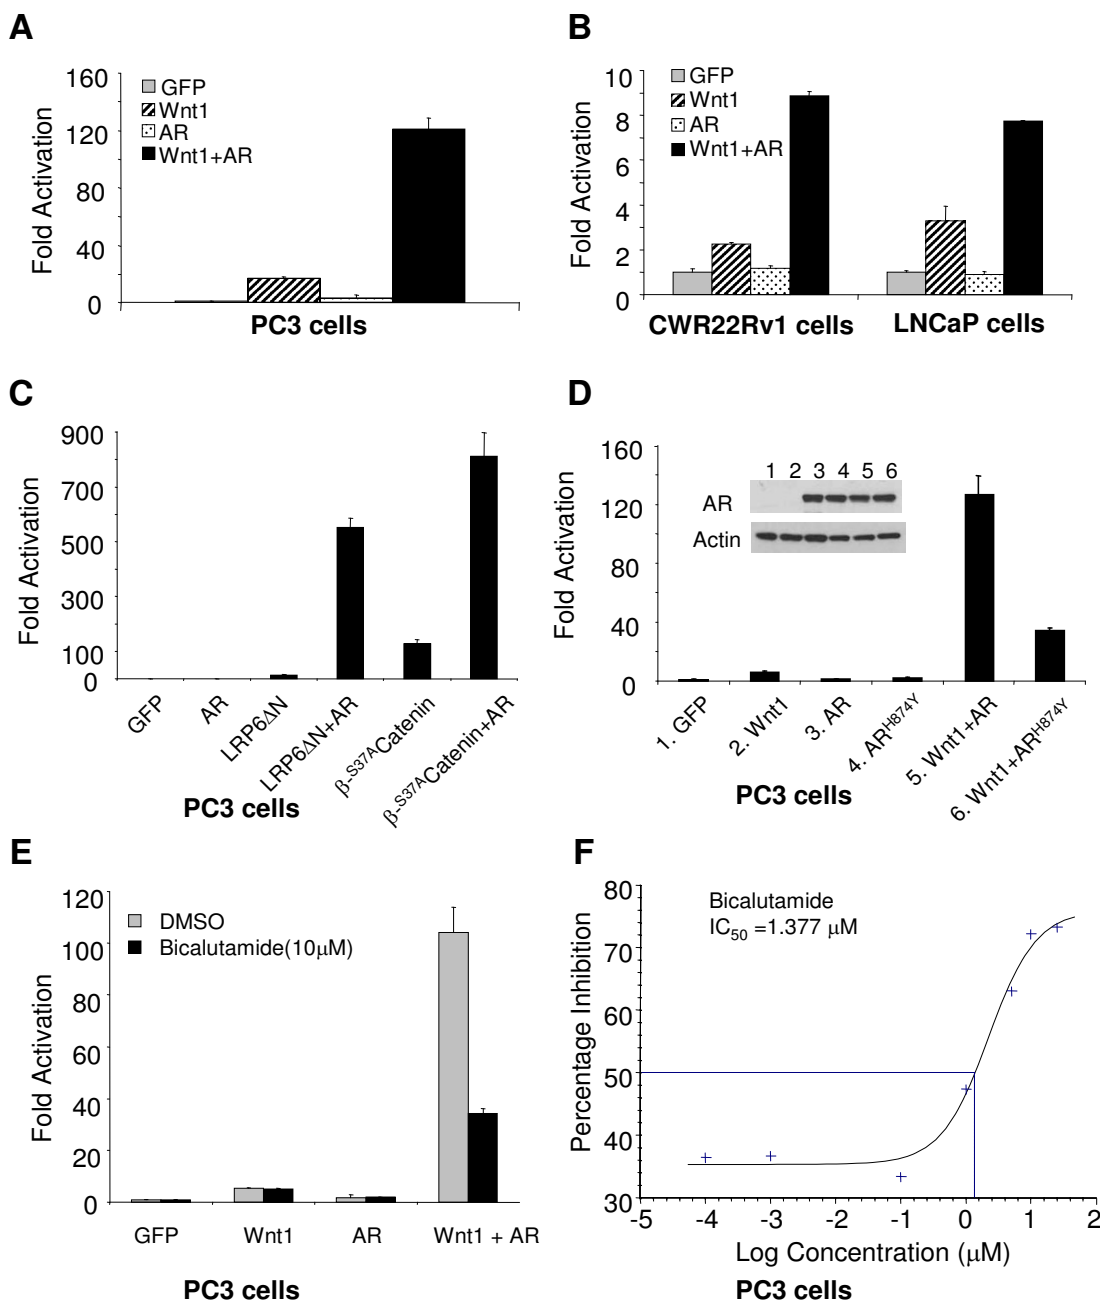 A
Fold Activation
160
120
80
40
0
GFP
Wnt1
AR
Wnt1+AR
PC3 cells
B
Fold Activation
10
8
6
4
2
0
GFP
Wnt1
AR
Wnt1+AR
CWR22Rv1 cells
LNCaP cells
C
Fold Activation
900
700
500
300
100
0
GFP
AR
LRP6ΔN
LRP6ΔN+AR
β-S37ACatenin
β-S37ACatenin+AR
PC3 cells
D
Fold Activation
160
120
80
40
0
1 2 3 4 5 6
AR
Actin
1. GFP
2. Wnt1
3. AR
4. ARH874Y
5. Wnt1+AR
6. Wnt1+ARH874Y
PC3 cells
E
Fold Activation
120
100
80
60
40
20
0
DMSO
Bicalutamide(10μM)
GFP
Wnt1
AR
Wnt1 + AR
PC3 cells
F
Percentage Inhibition
80
70
60
50
40
30
Bicalutamide
IC50 =1.377 μM
-5 -4 -3 -2 -1 0 1 2
Log Concentration (μM)
PC3 cells